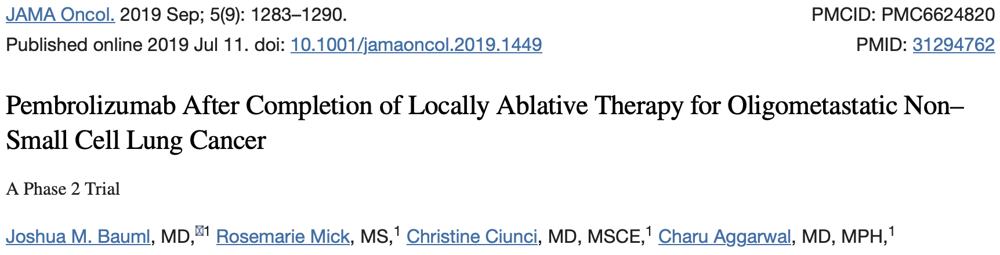 JAMA Oncol. 2019 Sep; 5(9): 1283–1290. PMCID: PMC6624820
Published online 2019 Jul 11. doi: 10.1001/jamaoncol.2019.1449 PMID: 31294762
Pembrolizumab After Completion of Locally Ablative Therapy for Oligometastatic Non–
Small Cell Lung Cancer
A Phase 2 Trial
Joshua M. Bauml, MD,1 Rosemarie Mick, MS,1 Christine Ciunci, MD, MSCE,1 Charu Aggarwal, MD, MPH,1